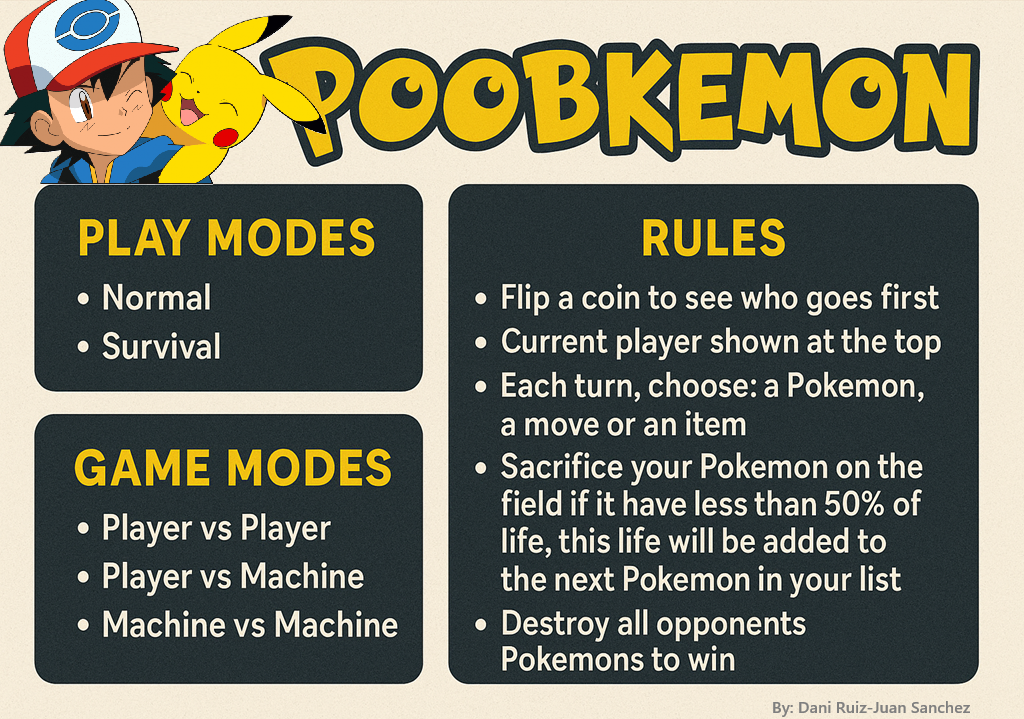 POOBKEMON
PLAY MODES
• Normal
• Survival
GAME MODES
• Player vs Player
• Player vs Machine
• Machine vs Machine
RULES
• Flip a coin to see who goes first
• Current player shown at the top
• Each turn, choose: a Pokemon,
a move or an item
• Sacrifice your Pokemon on the
field if it have less than 50% of
life, this life will be added to
the next Pokemon in your list
• Destroy all opponents
Pokemons to win
By: Dani Ruiz-Juan Sanchez